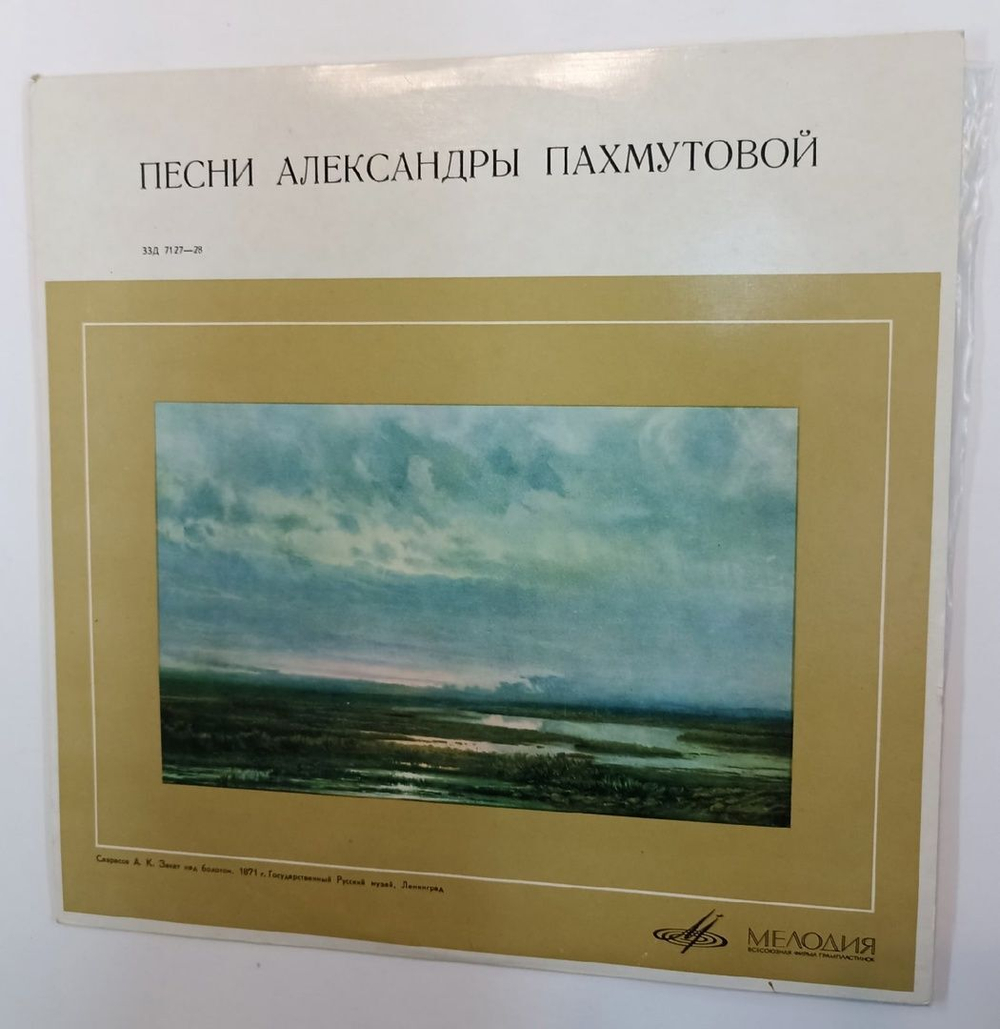 ПЕСНИ АЛЕКСАНДРЫ ПАХМУТОВОЙ
33Д 7127—28
Саврасов А. К. Закат над болотом. 1871 г. Государственный Русский музей, Ленинград
МЕЛОДИЯ
ВСЕСОЮЗНАЯ ФИРМА ГРАМПЛАСТИНОК